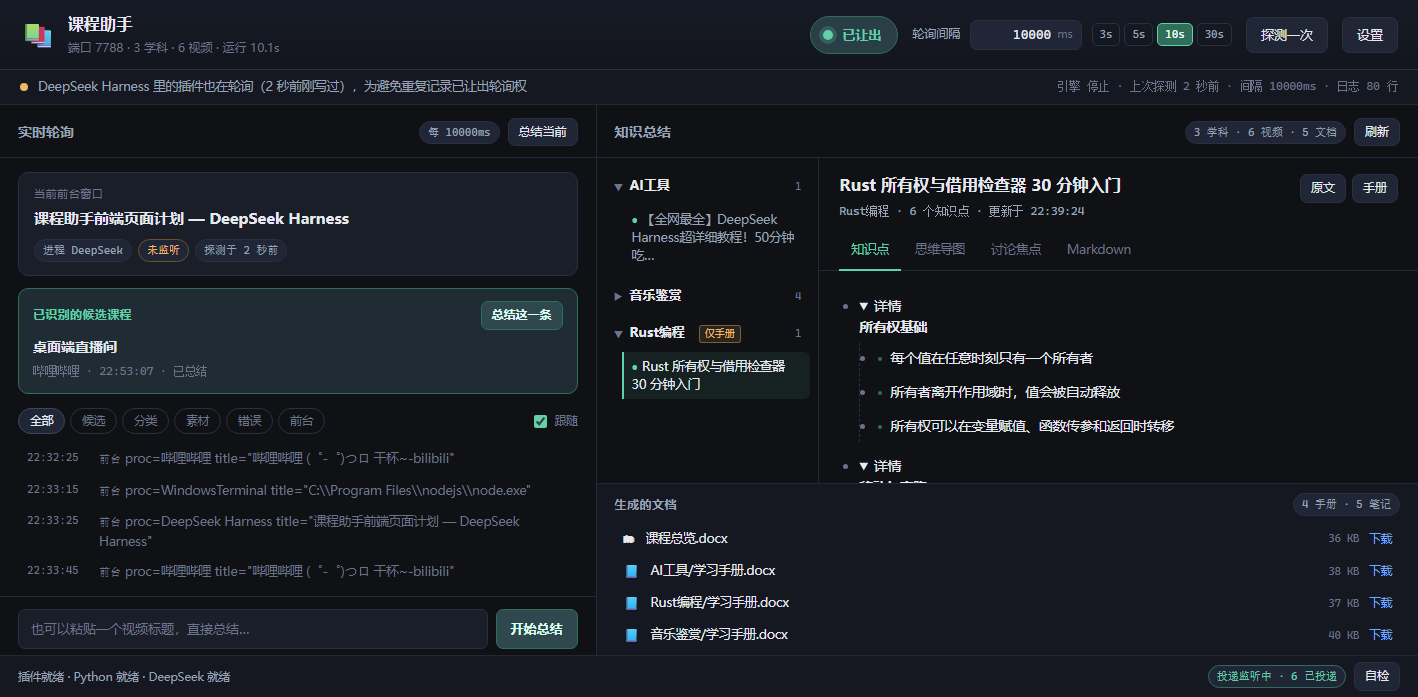 课程助手
端口 7788 · 3 学科 · 6 视频 · 运行 10.1s
已让出
轮询间隔
10000 ms
3s
5s
10s
30s
探测一次
设置
DeepSeek Harness 里的插件也在轮询（2 秒前刚写过），为避免重复记录已让出轮询权
引擎 停止 · 上次探测 2 秒前 · 间隔 10000ms · 日志 80 行
实时轮询
每 10000ms
总结当前
当前前台窗口
课程助手前端页面计划 — DeepSeek Harness
进程 DeepSeek
未监听
探测于 2 秒前
已识别的候选课程
总结这一条
桌面端直播间
哔哩哔哩 · 22:53:07 · 已总结
全部
候选
分类
素材
错误
前台
跟随
22:32:25 前台 proc=哔哩哔哩 title="哔哩哔哩 (゜-゜)つロ 干杯~-bilibili"
22:33:15 前台 proc=WindowsTerminal title="C:\\Program Files\\nodejs\\node.exe"
22:33:25 前台 proc=DeepSeek Harness title="课程助手前端页面计划 — DeepSeek
Harness"
22:33:45 前台 proc=哔哩哔哩 title="哔哩哔哩 (゜-゜)つロ 干杯~-bilibili"
也可以粘贴一个视频标题，直接总结...
开始总结
知识总结
3 学科 · 6 视频 · 5 文档
刷新
AI工具 1
【全网最全】DeepSeek
Harness超详细教程！50分钟
吃...
音乐鉴赏 4
Rust编程 仅手册 1
Rust 所有权与借用检查器
30 分钟入门
Rust 所有权与借用检查器 30 分钟入门
原文
手册
Rust编程 · 6 个知识点 · 更新于 22:39:24
知识点
思维导图
讨论焦点
Markdown
▼ 详情
所有权基础
每个值在任意时刻只有一个所有者
所有者离开作用域时，值会被自动释放
所有权可以在变量赋值、函数传参和返回时转移
▼ 详情
生成的文档
4 手册 · 5 笔记
课程总览.docx 36 KB 下载
AI工具/学习手册.docx 38 KB 下载
Rust编程/学习手册.docx 37 KB 下载
音乐鉴赏/学习手册.docx 40 KB 下载
插件就绪 · Python 就绪 · DeepSeek 就绪
投递监听中 · 6 已投递
自检